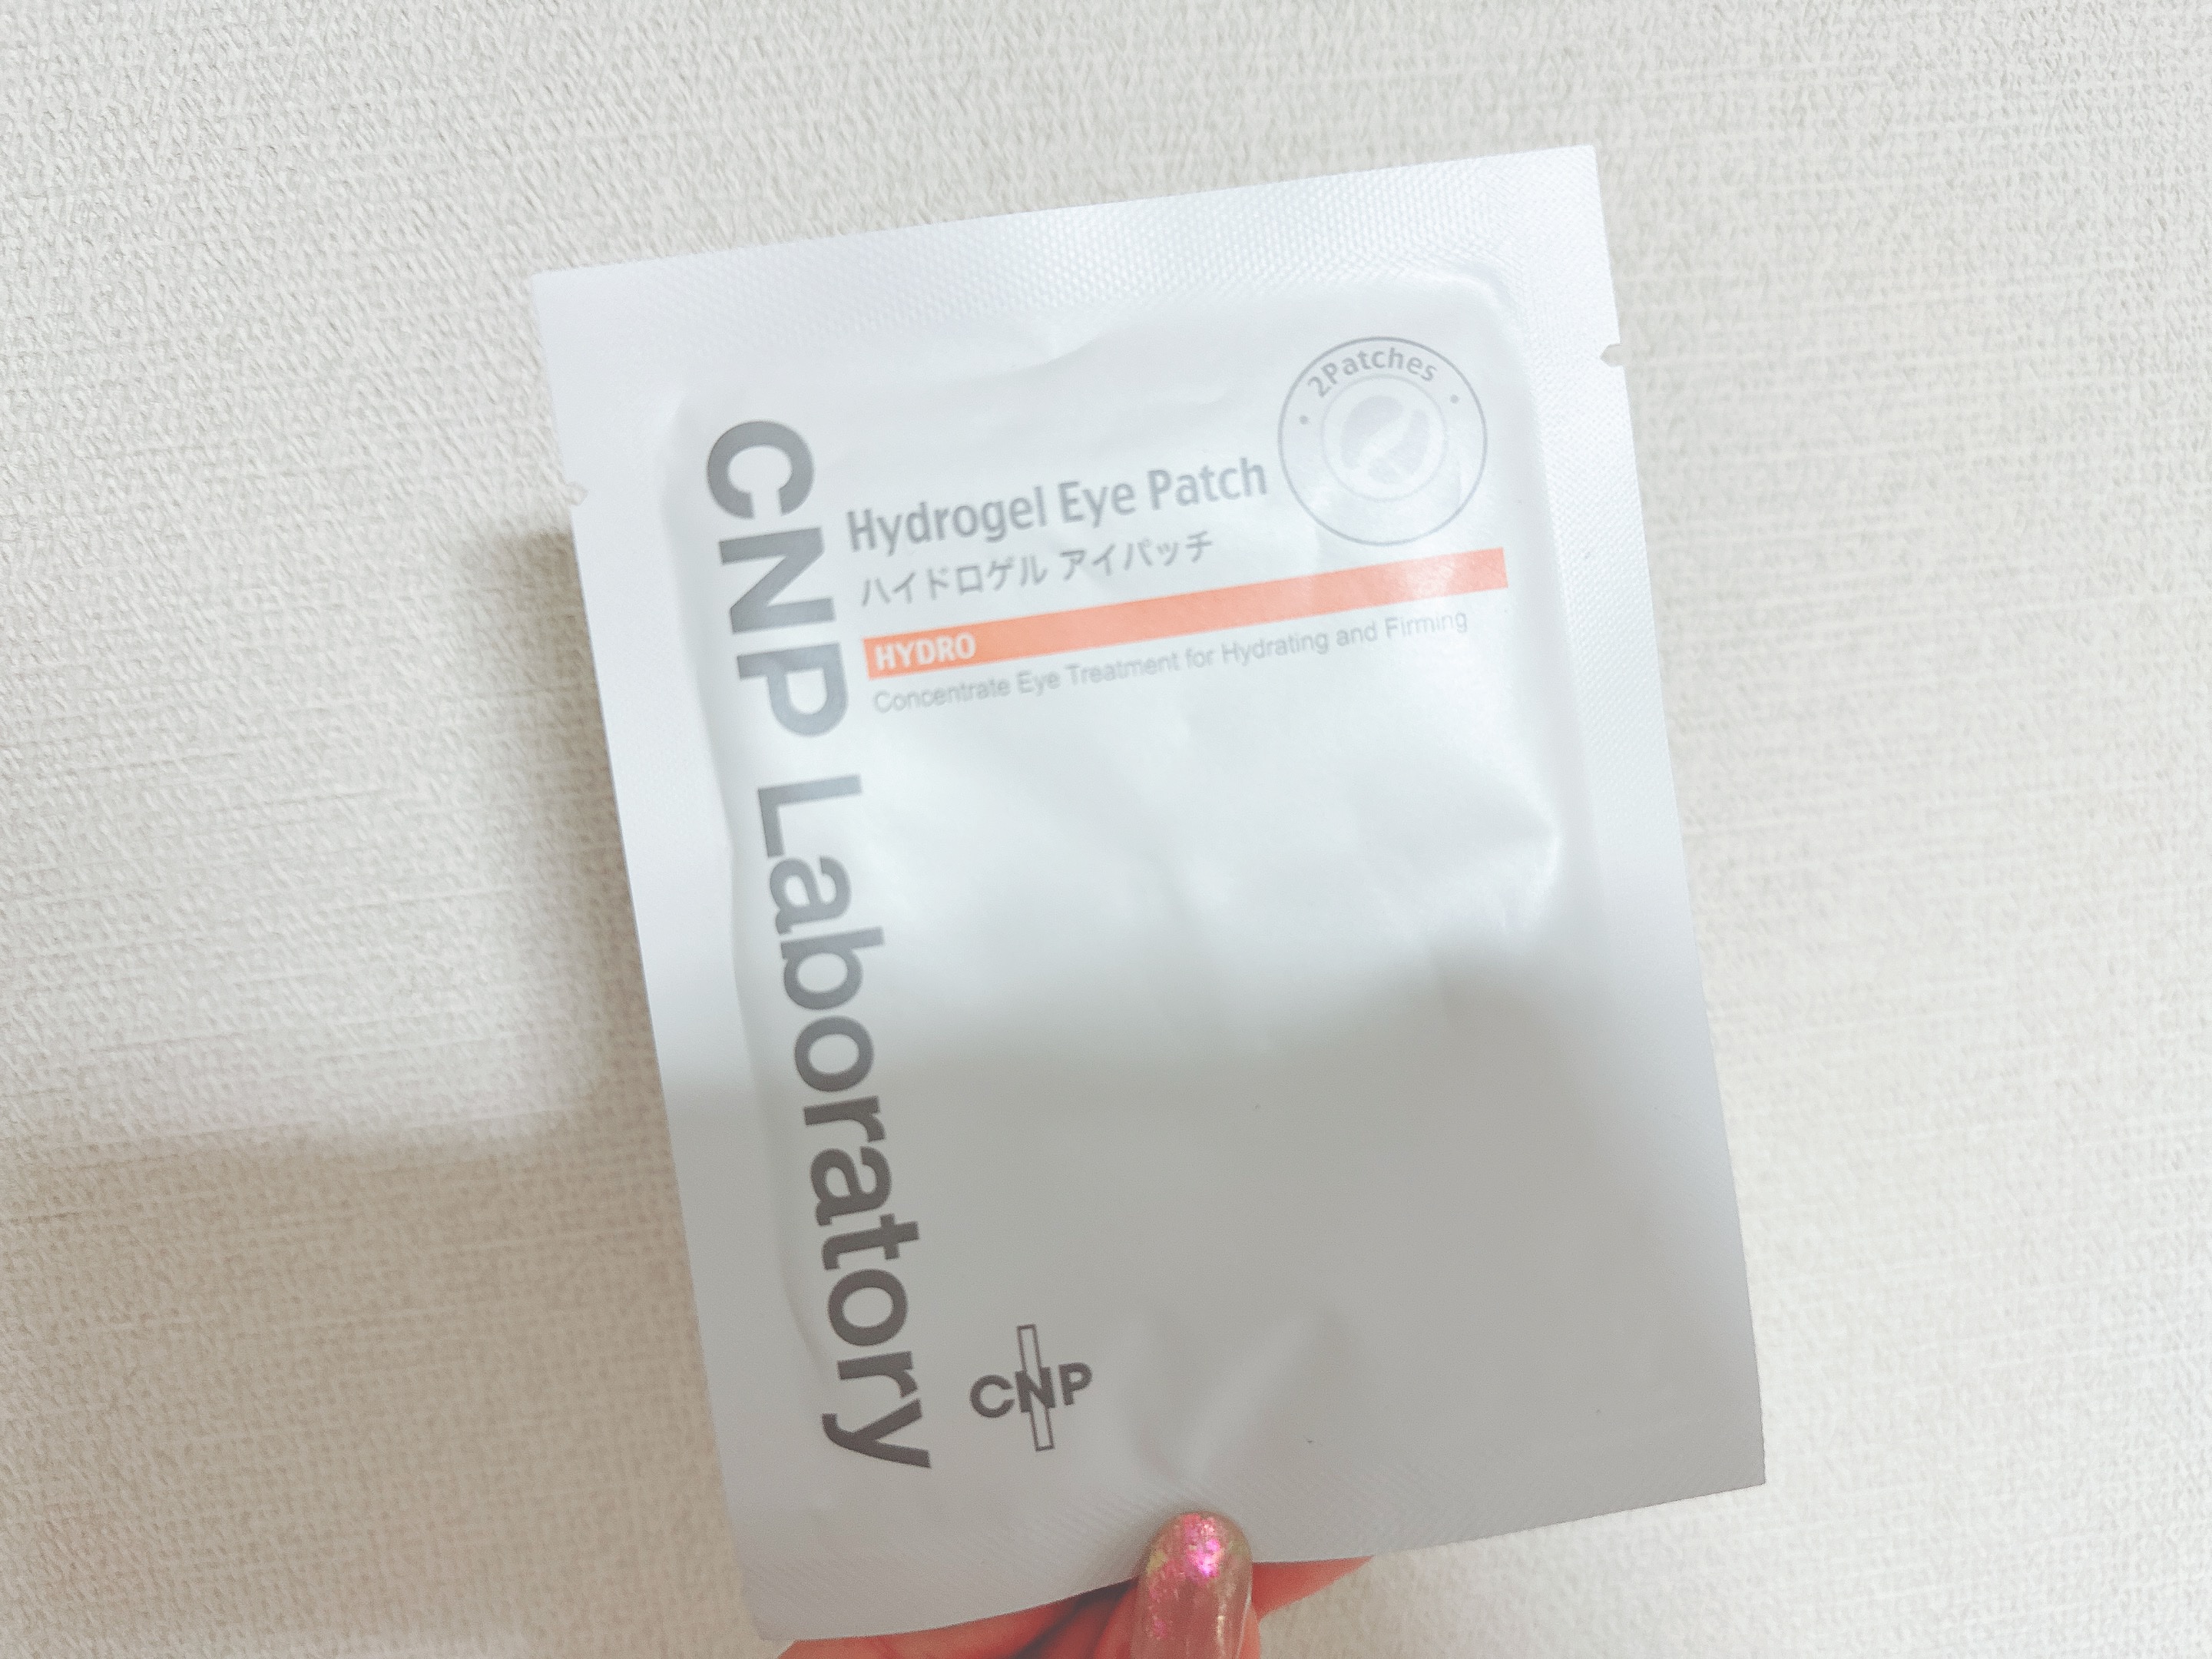 CNP Laboratory
2Patches
Hydrogel Eye Patch
ハイドロゲル アイパッチ
HYDRO
Concentrate Eye Treatment for Hydrating and Firming
CNP